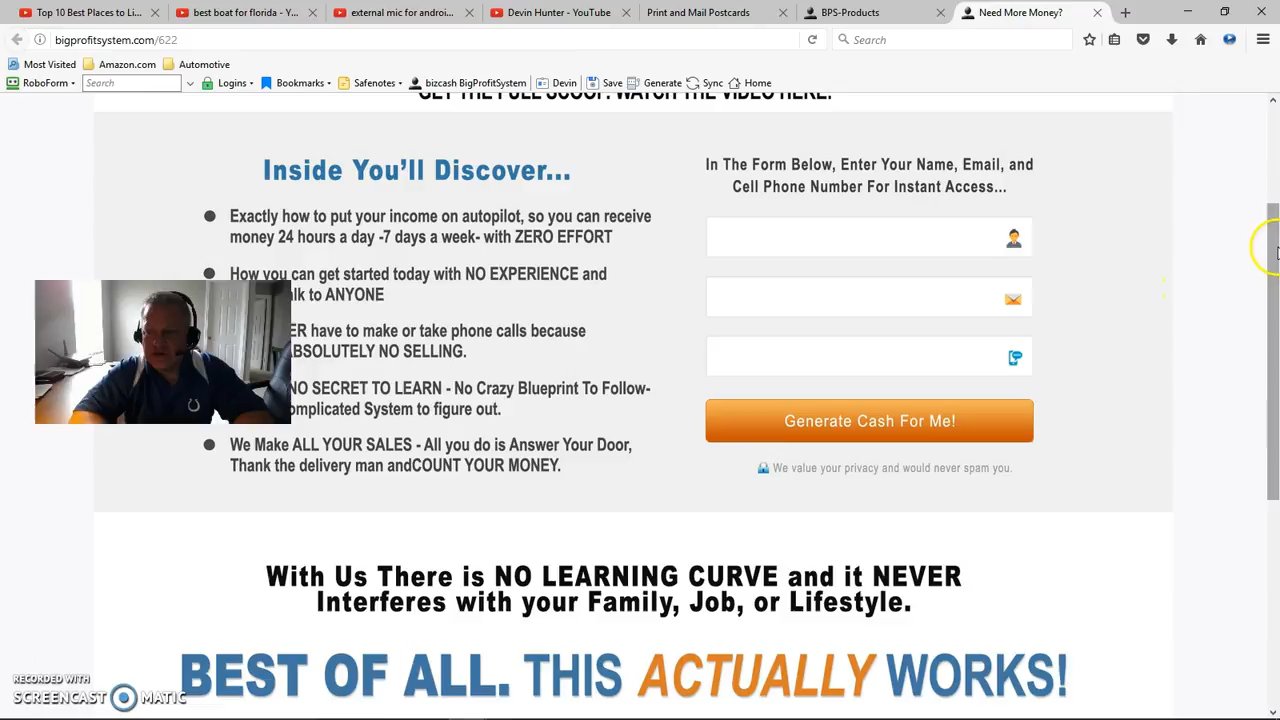 Top 10 Best Places to Li...
best boat for florida - Y...
external mic for androi...
Devin Hunter - YouTube
Print and Mail Postcards
BPS-Products
Need More Money?
bigprofitsystem.com/622
Search
Most Visited
Amazon.com
Automotive
RoboForm
Search
Logins
Bookmarks
Safenotes
bizcash BigProfitSystem
Devin
Save
Generate
Sync
Home
GET THE FULL SCOOP. WATCH THE VIDEO HERE.
Inside You'll Discover...
Exactly how to put your income on autopilot, so you can receive
money 24 hours a day -7 days a week- with ZERO EFFORT
How you can get started today with NO EXPERIENCE and
lk to ANYONE
ER have to make or take phone calls because
ABSOLUTELY NO SELLING.
NO SECRET TO LEARN - No Crazy Blueprint To Follow-
omplicated System to figure out.
We Make ALL YOUR SALES - All you do is Answer Your Door,
Thank the delivery man andCOUNT YOUR MONEY.
In The Form Below, Enter Your Name, Email, and
Cell Phone Number For Instant Access...
Generate Cash For Me!
We value your privacy and would never spam you.
With Us There is NO LEARNING CURVE and it NEVER
Interferes with your Family, Job, or Lifestyle.
BEST OF ALL. THIS ACTUALLY WORKS!
RECORDED WITH
SCREENCAST MATIC